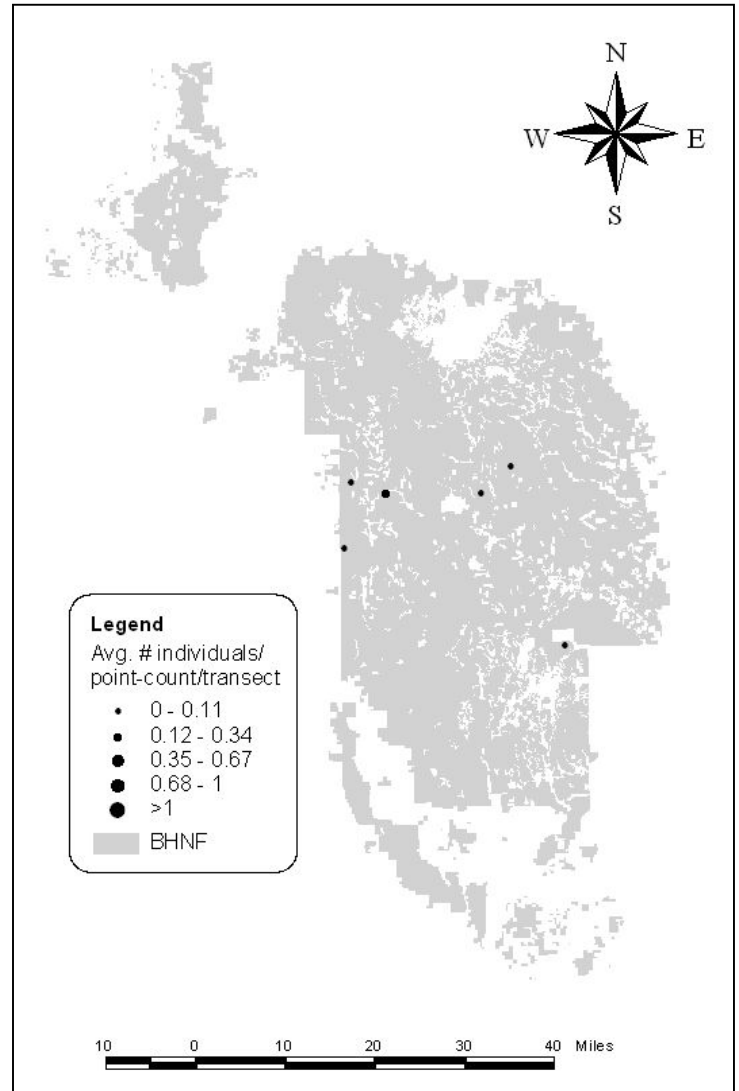 N
W E
S
Legend
Avg. # individuals/
point-count/transect
0 - 0.11
0.12 - 0.34
0.35 - 0.67
0.68 - 1
>1
BHNF
10 0 10 20 30 40 Miles